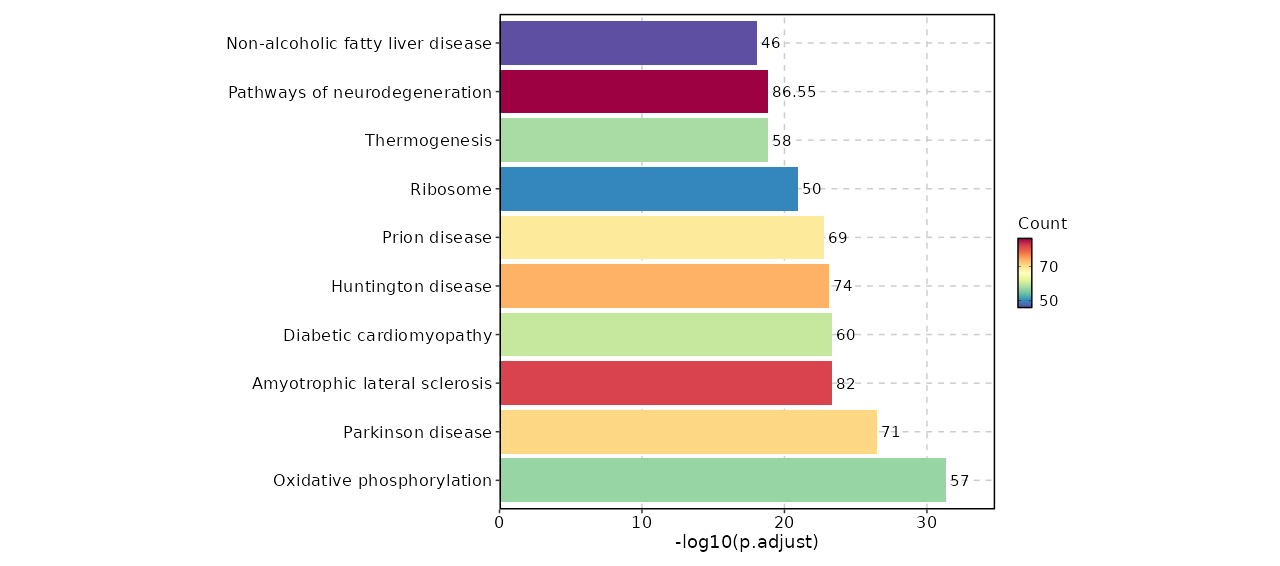 Non-alcoholic fatty liver disease
46
Pathways of neurodegeneration
86.55
Thermogenesis
58
Ribosome
50
Prion disease
69
Huntington disease
74
Diabetic cardiomyopathy
60
Amyotrophic lateral sclerosis
82
Parkinson disease
71
Oxidative phosphorylation
57
0 10 20 30
-log10(p.adjust)
Count
70
50